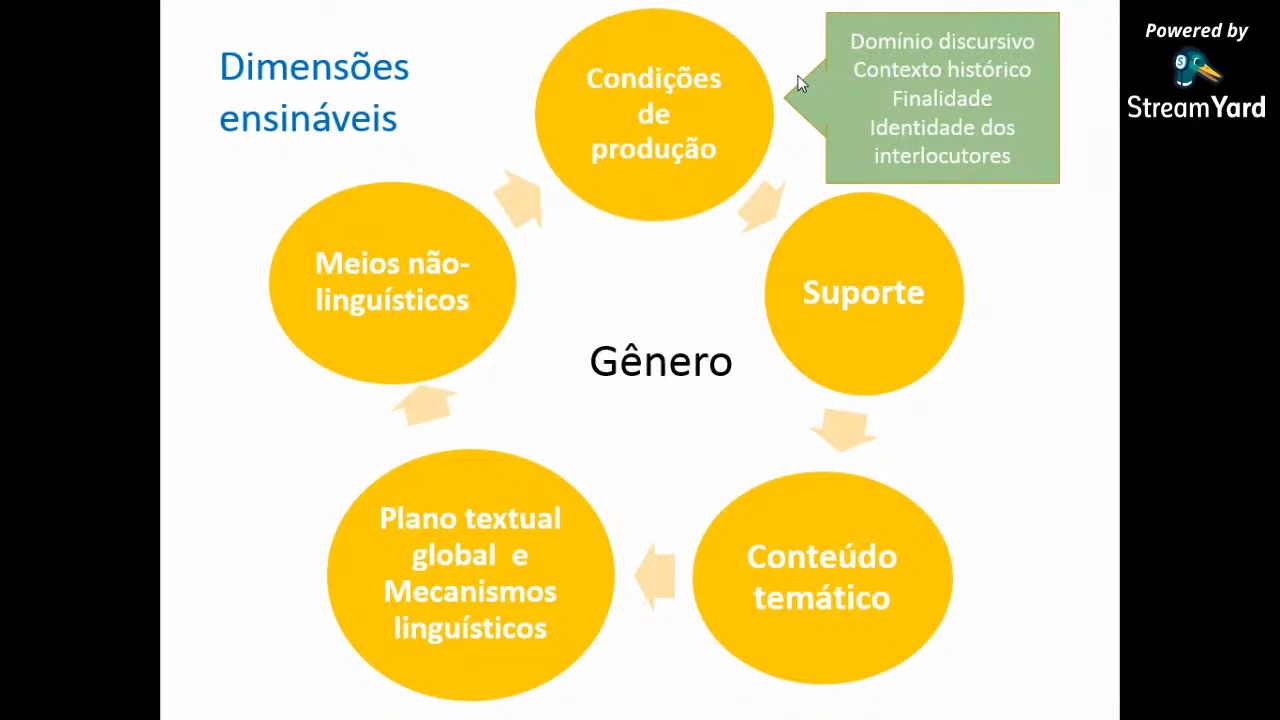 Dimensões
ensináveis
Condições
de
produção
Domínio discursivo
Contexto histórico
Finalidade
Identidade dos
interlocutores
Powered by
StreamYard
Meios não-
linguísticos
Suporte
Gênero
Plano textual
global e
Mecanismos
linguísticos
Conteúdo
temático